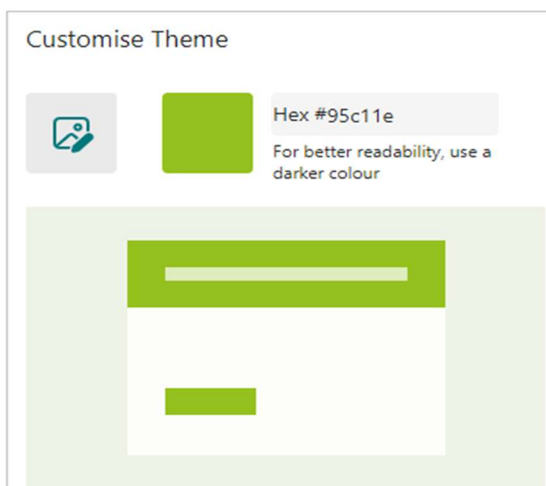 Customise Theme
Hex #95c11e
For better readability, use a
darker colour